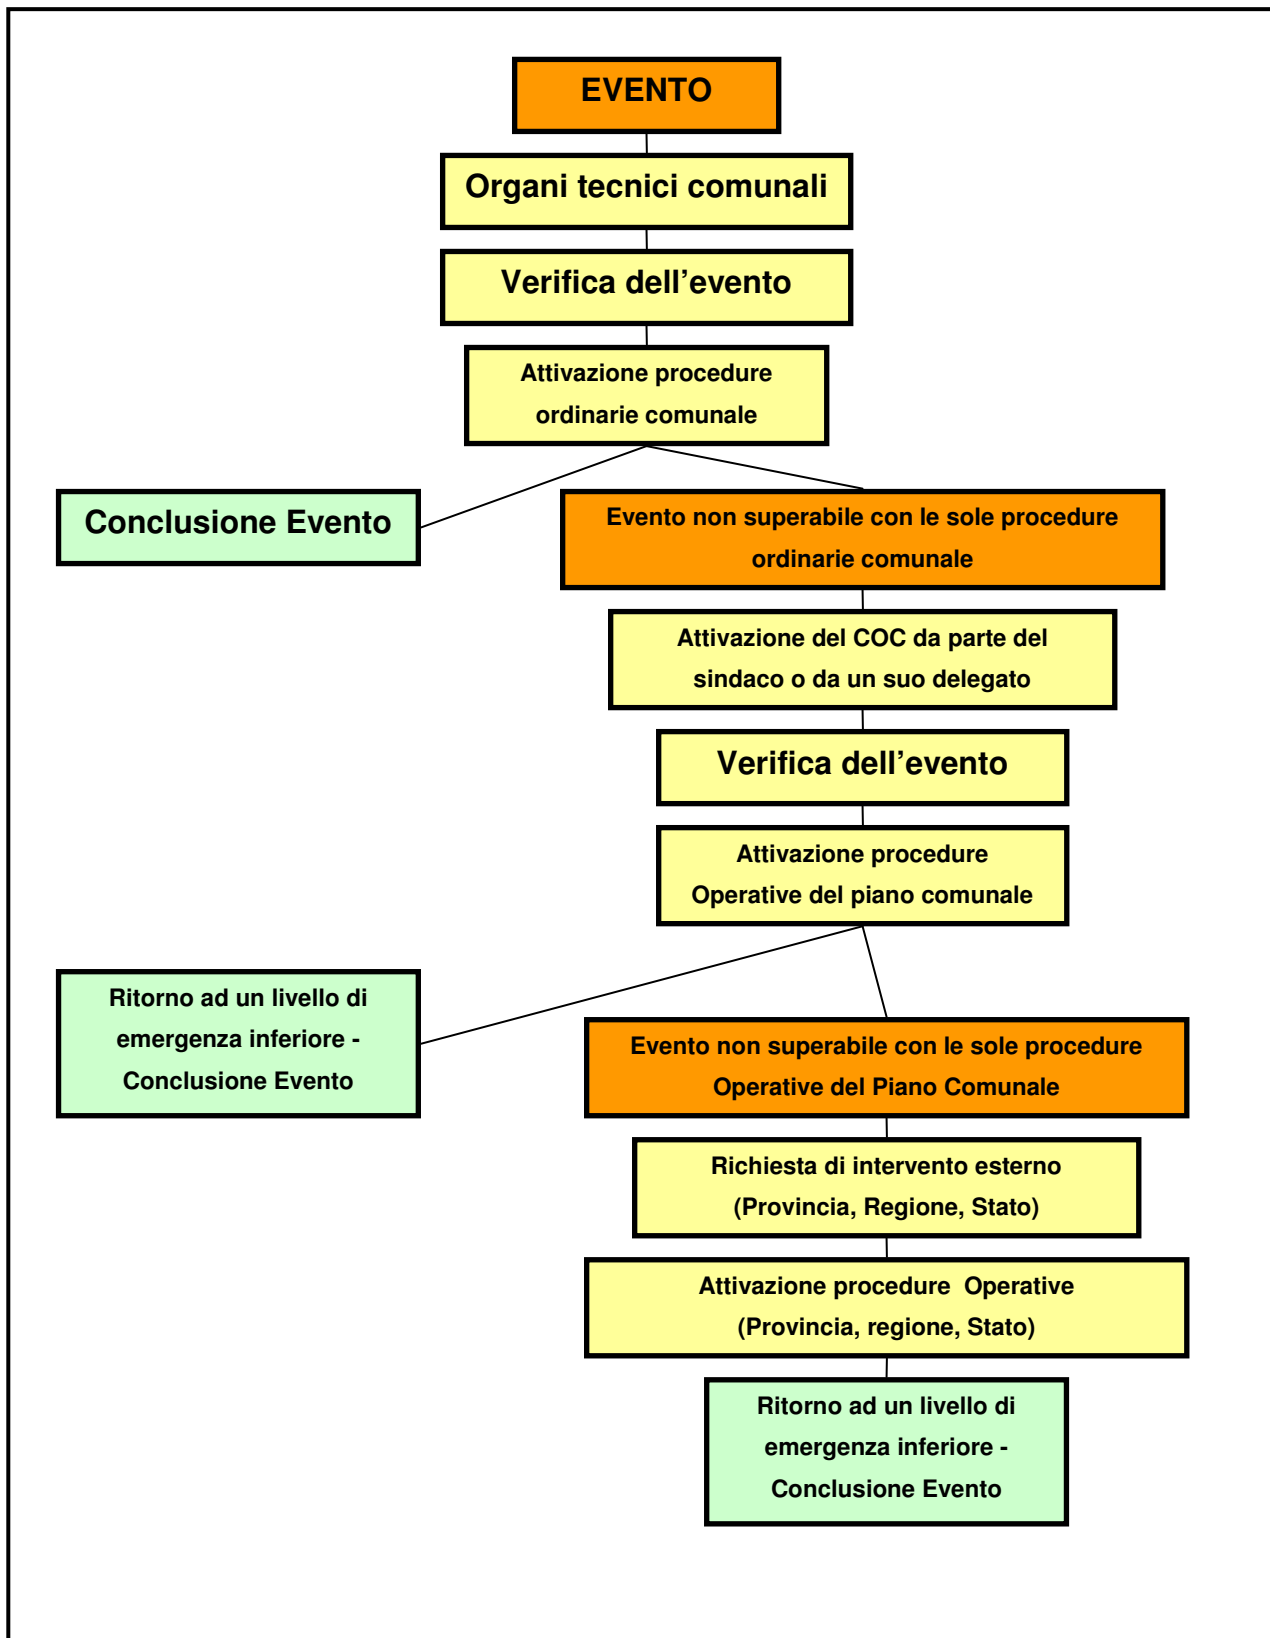 EVENTO
Organi tecnici comunali
Verifica dell'evento
Attivazione procedure
ordinarie comunale
Conclusione Evento
Evento non superabile con le sole procedure
ordinarie comunale
Attivazione del COC da parte del
sindaco o da un suo delegato
Verifica dell'evento
Attivazione procedure
Operative del piano comunale
Ritorno ad un livello di
emergenza inferiore -
Conclusione Evento
Evento non superabile con le sole procedure
Operative del Piano Comunale
Richiesta di intervento esterno
(Provincia, Regione, Stato)
Attivazione procedure  Operative
(Provincia, regione, Stato)
Ritorno ad un livello di
emergenza inferiore -
Conclusione Evento